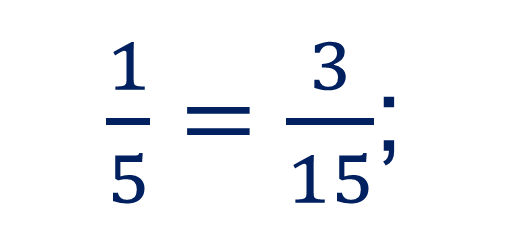 1/5 = 3/15;